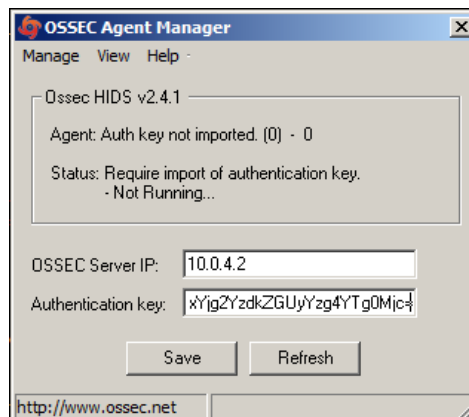 OSSEC Agent Manager
Manage View Help
Ossec HIDS v2.4.1
Agent: Auth key not imported. (0) - 0
Status: Require import of authentication key.
- Not Running...
OSSEC Server IP: 10.0.4.2
Authentication key: xYjg2YzdkZGUyYzg4YTg0Mjc=
Save Refresh
http://www.ossec.net